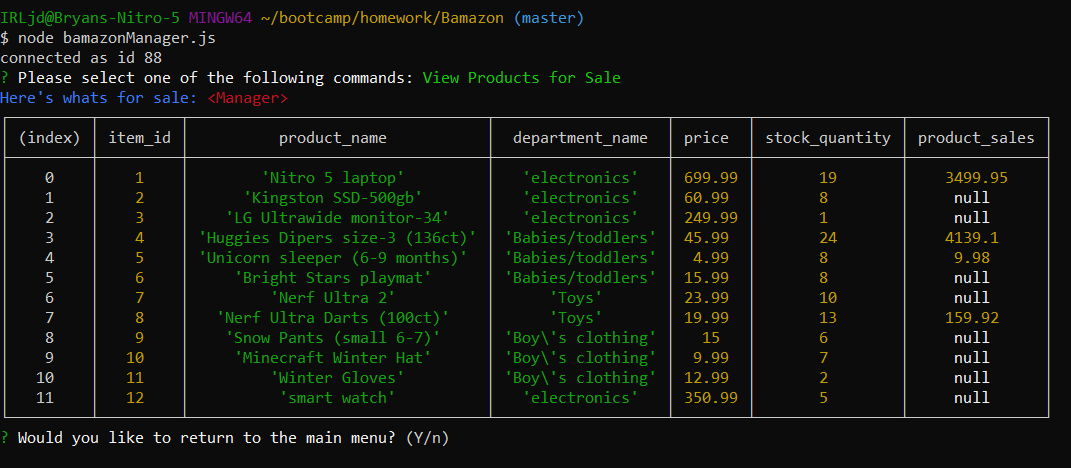 IRLjd@Bryans-Nitro-5 MINGW64 ~/bootcamp/homework/Bamazon (master)
$ node bamazonManager.js
connected as id 88
? Please select one of the following commands: View Products for Sale
Here's whats for sale: <Manager>
(index) item_id product_name department_name price stock_quantity product_sales
0 1 'Nitro 5 laptop' 'electronics' 699.99 19 3499.95
1 2 'Kingston SSD-500gb' 'electronics' 60.99 8 null
2 3 'LG Ultrawide monitor-34' 'electronics' 249.99 1 null
3 4 'Huggies Dipers size-3 (136ct)' 'Babies/toddlers' 45.99 24 4139.1
4 5 'Unicorn sleeper (6-9 months)' 'Babies/toddlers' 4.99 8 9.98
5 6 'Bright Stars playmat' 'Babies/toddlers' 15.99 8 null
6 7 'Nerf Ultra 2' 'Toys' 23.99 10 null
7 8 'Nerf Ultra Darts (100ct)' 'Toys' 19.99 13 159.92
8 9 'Snow Pants (small 6-7)' 'Boy\'s clothing' 15 6 null
9 10 'Minecraft Winter Hat' 'Boy\'s clothing' 9.99 7 null
10 11 'Winter Gloves' 'Boy\'s clothing' 12.99 2 null
11 12 'smart watch' 'electronics' 350.99 5 null
? Would you like to return to the main menu? (Y/n)